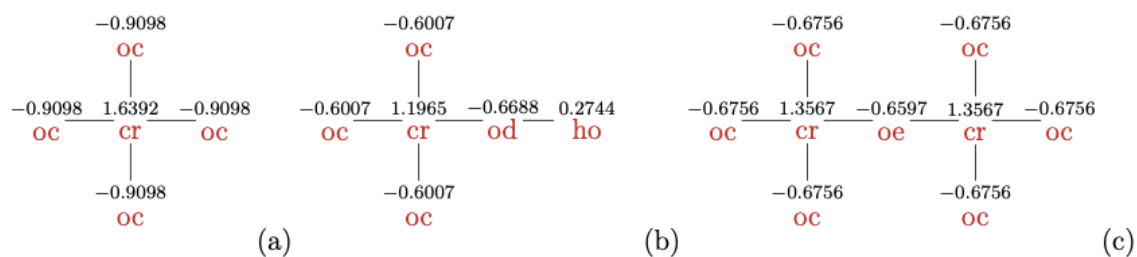 −0.9098 −0.6007 −0.6756 −0.6756
oc oc oc oc
−0.9098 1.6392 −0.9098 −0.6007 1.1965 −0.6688 0.2744 −0.6756 1.3567 −0.6597 1.3567 −0.6756
oc cr oc oc cr od ho oc cr oe cr oc
−0.9098 −0.6007 −0.6756 −0.6756
oc oc oc oc
(a) (b) (c)